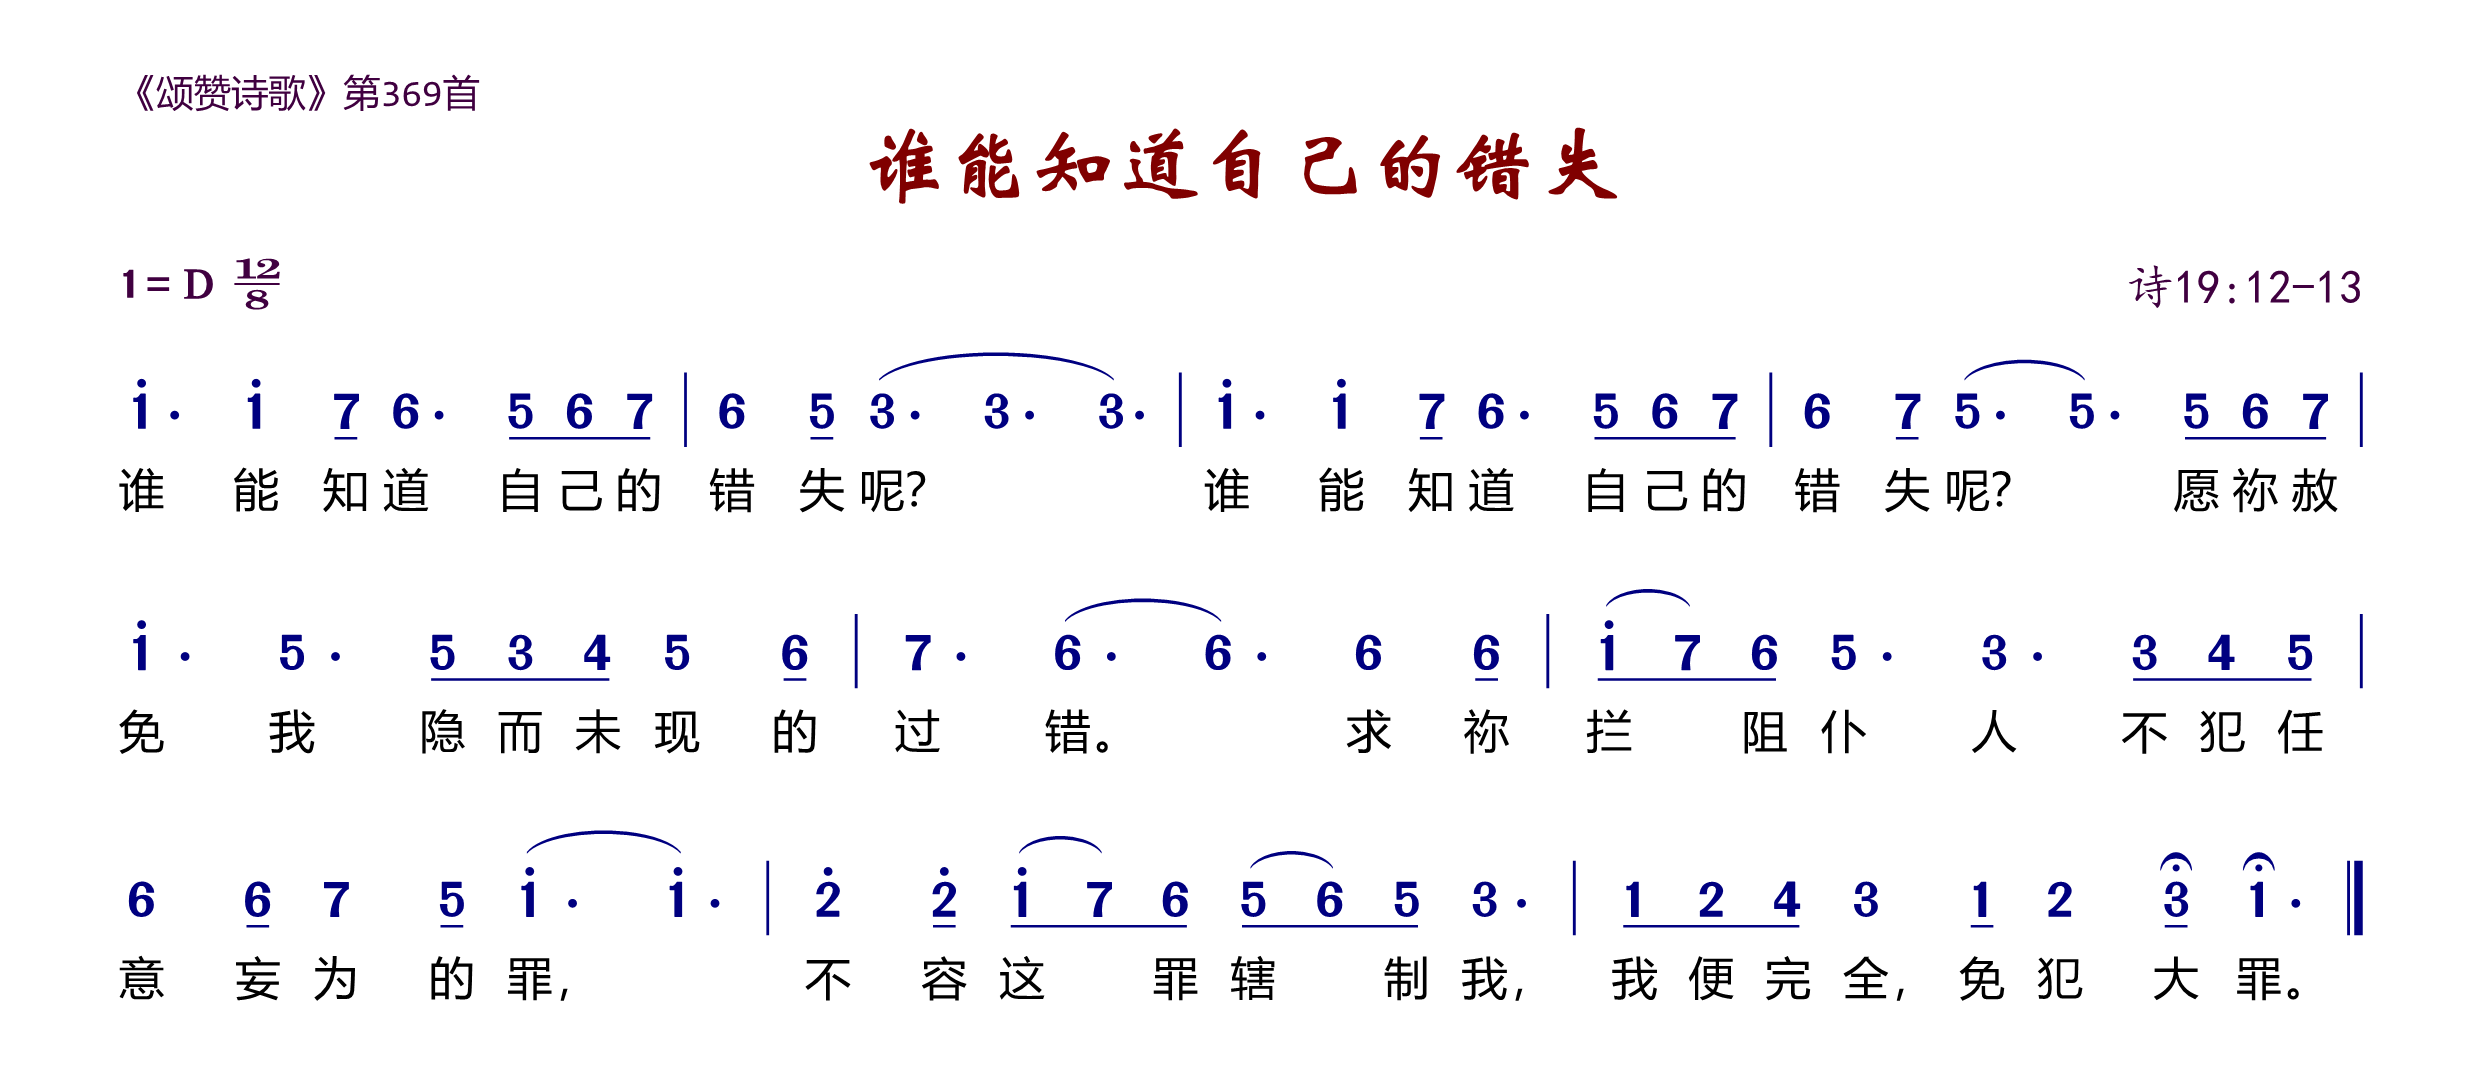 《颂赞诗歌》第369首
谁能知道自己的错失
1= D 12/8
诗19:12-13
i· i 7 6· 5 6 7 | 6 5 3· 3· 3· | i· i 7 6· 5 6 7 | 6 7 5· 5· 5 6 7 |
谁 能 知道 自己的 错 失呢? 谁 能 知道 自己的 错 失呢? 愿祢赦
i· 5· 5 3 4 5 6 | 7· 6· 6· 6 6 | i 7 6 5· 3· 3 4 5 |
免 我 隐而未现 的 过 错。 求 祢 拦 阻仆 人 不犯任
6 6 7 5 i· i· | 2̇ 2̇ i 7 6 5 6 5 3· | 1 2 4 3 1 2 3 1· ‖
意 妄为 的罪, 不 容这 罪辖 制我, 我便完全, 免犯 大罪。